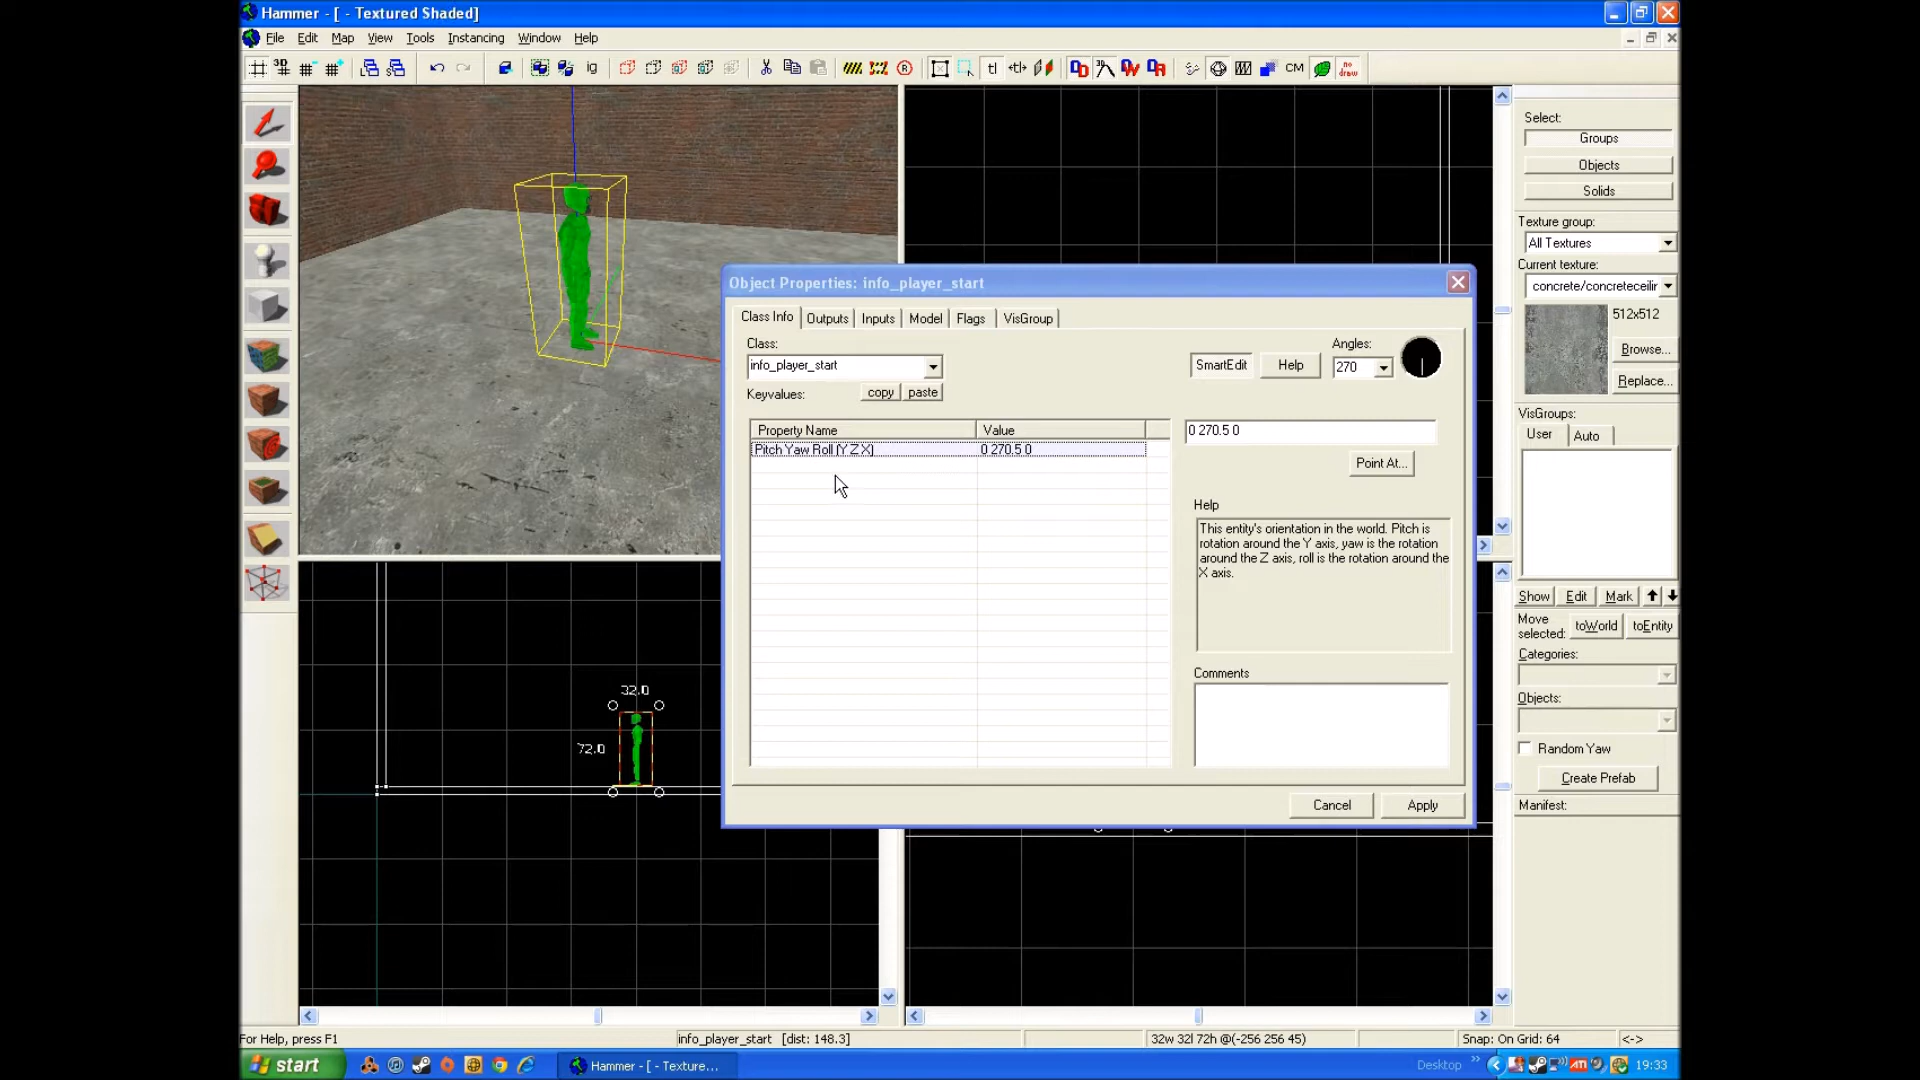 Hammer - [ - Textured Shaded]
File Edit Map View Tools Instancing Window Help
3D ig tl CM no draw
Select:
Groups
Objects
Solids
Texture group:
All Textures
Current texture:
concrete/concreteceilir
512x512
Browse...
Replace...
VisGroups:
User Auto
Show Edit Mark
Move selected: toWorld toEntity
Categories:
Objects:
Random Yaw
Create Prefab
Manifest:
Object Properties: info_player_start
Class Info Outputs Inputs Model Flags VisGroup
Class:
info_player_start
SmartEdit Help
Angles:
270
Keyvalues: copy paste
Property Name Value
Pitch Yaw Roll (Y Z X) 0 270.5 0
0 270.5 0
Point At...
Help
This entity's orientation in the world. Pitch is
rotation around the Y axis, yaw is the rotation
around the Z axis, roll is the rotation around the
X axis.
Comments
Cancel Apply
32.0
72.0
For Help, press F1 info_player_start [dist: 148.3] 32w 32l 72h @(-256 256 45) Snap: On Grid: 64 <->
start Hammer - [ - Texture... Desktop » ATI 19:33